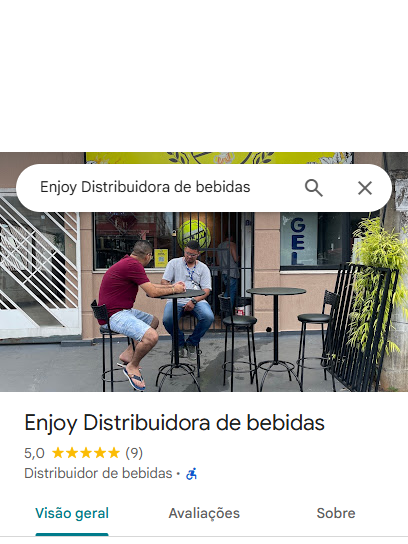 Enjoy Distribuidora de bebidas
GEL
Enjoy Distribuidora de bebidas
5,0 ★★★★★ (9)
Distribuidor de bebidas ·
Visão geral
Avaliações
Sobre